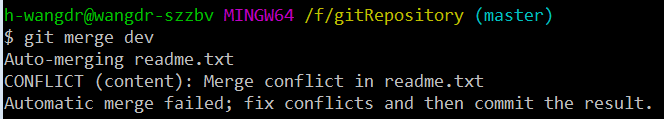 h-wangdr@wangdr-szzbv MINGW64 /f/gitRepository (master)
$ git merge dev
Auto-merging readme.txt
CONFLICT (content): Merge conflict in readme.txt
Automatic merge failed; fix conflicts and then commit the result.